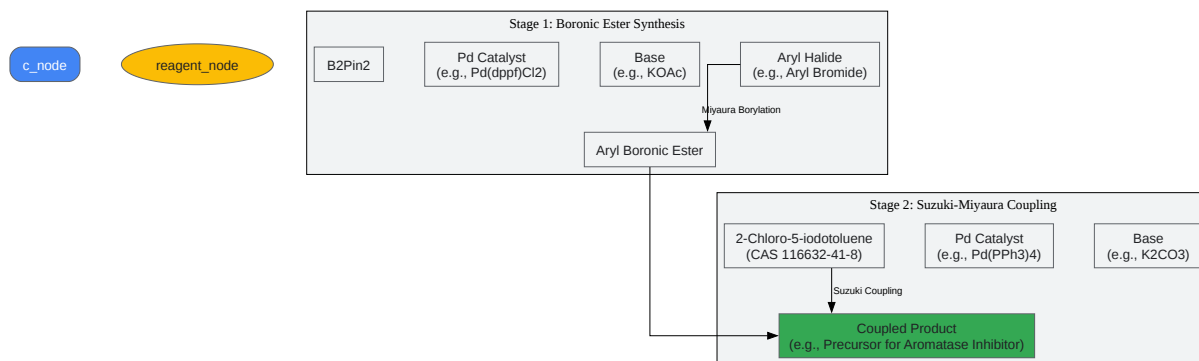 Stage 1: Boronic Ester Synthesis
c_node
reagent_node
B2Pin2
Pd Catalyst
(e.g., Pd(dppf)Cl2)
Base
(e.g., KOAc)
Aryl Halide
(e.g., Aryl Bromide)
Miyaura Borylation
Aryl Boronic Ester
Stage 2: Suzuki-Miyaura Coupling
2-Chloro-5-iodotoluene
(CAS 116632-41-8)
Pd Catalyst
(e.g., Pd(PPh3)4)
Base
(e.g., K2CO3)
Suzuki Coupling
Coupled Product
(e.g., Precursor for Aromatase Inhibitor)